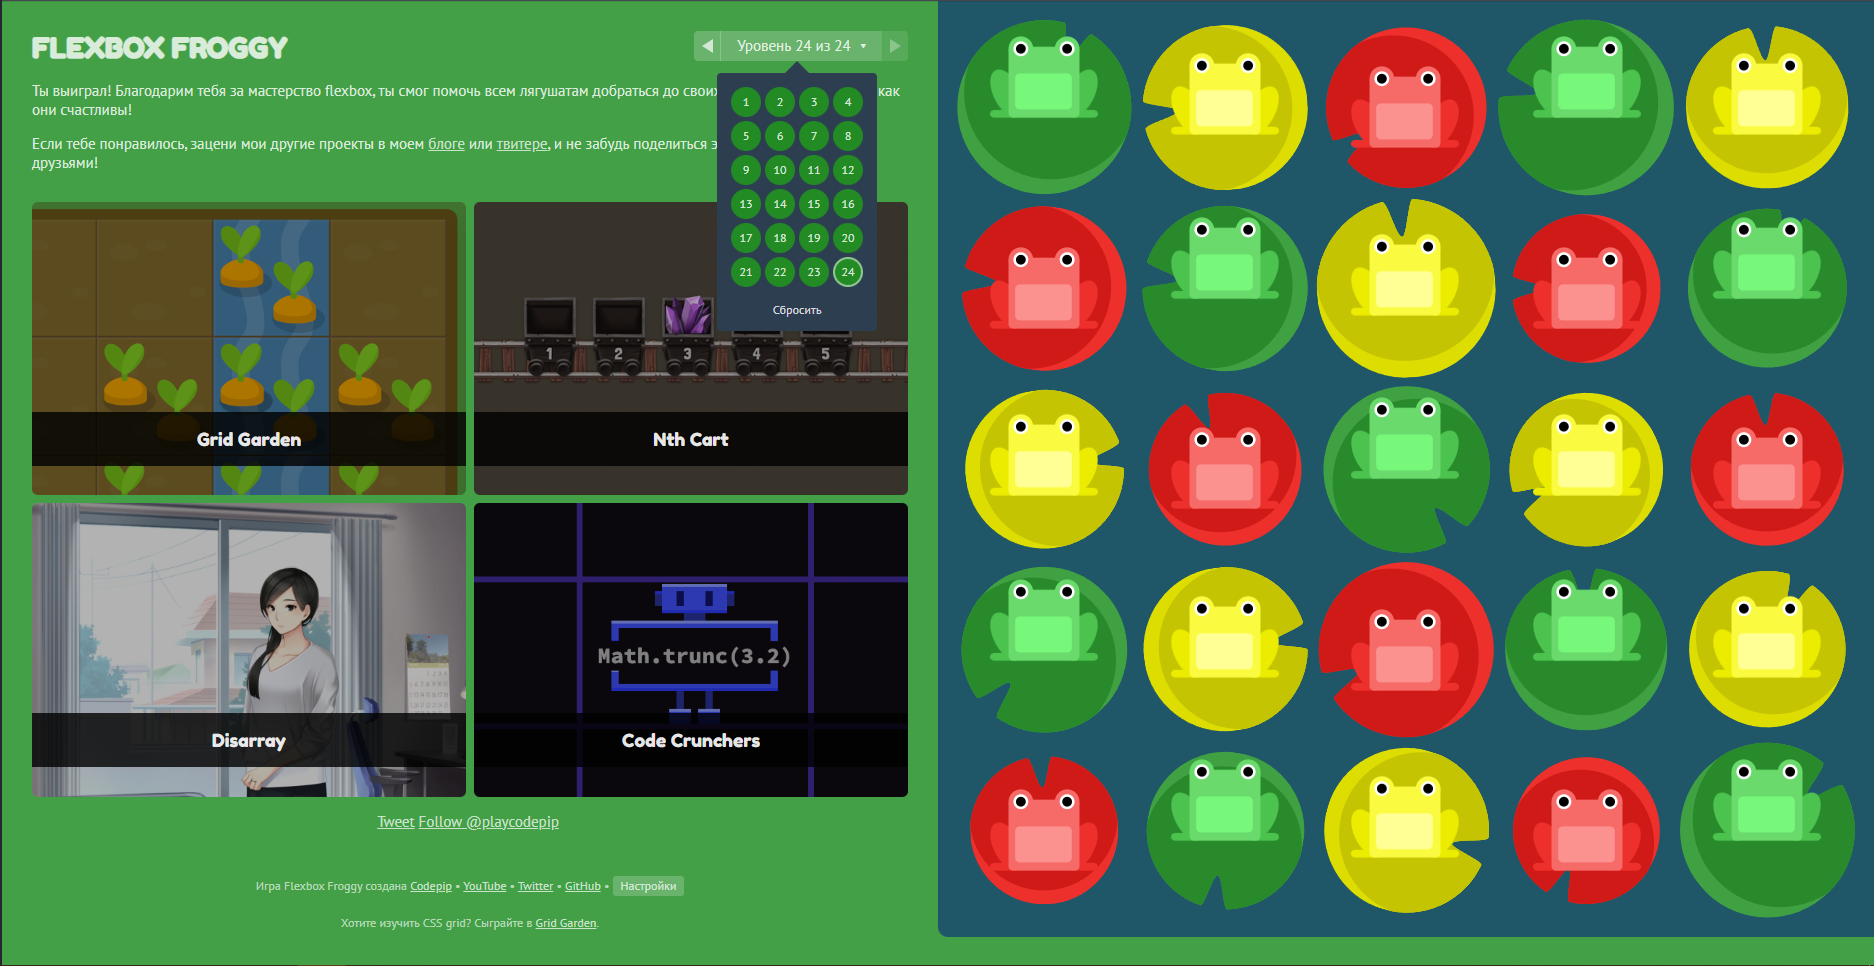 FLEXBOX FROGGY
Уровень 24 из 24
Ты выиграл! Благодарим тебя за мастерство flexbox, ты смог помочь всем лягушатам добраться до своих как
они счастливы!
Если тебе понравилось, зацени мои другие проекты в моем блоге или твитере, и не забудь поделиться
друзьями!
1 2 3 4
5 6 7 8
9 10 11 12
13 14 15 16
17 18 19 20
21 22 23 24
Сбросить
1 2 3 4 5
Grid Garden
Nth Cart
Math.trunc(3.2)
Disarray
Code Crunchers
Tweet Follow @playcodepip
Игра Flexbox Froggy создана Codepip • YouTube • Twitter • GitHub • Настройки
Хотите изучить CSS grid? Сыграйте в Grid Garden.